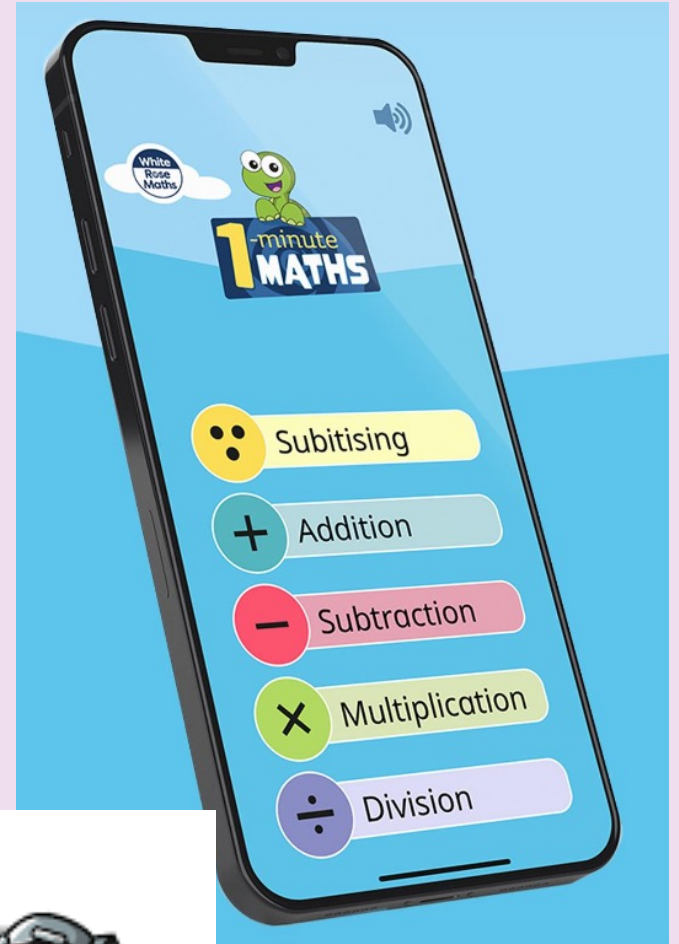 White
Rose
Maths
1-minute
MATHS
Subitising
+ Addition
− Subtraction
× Multiplication
÷ Division